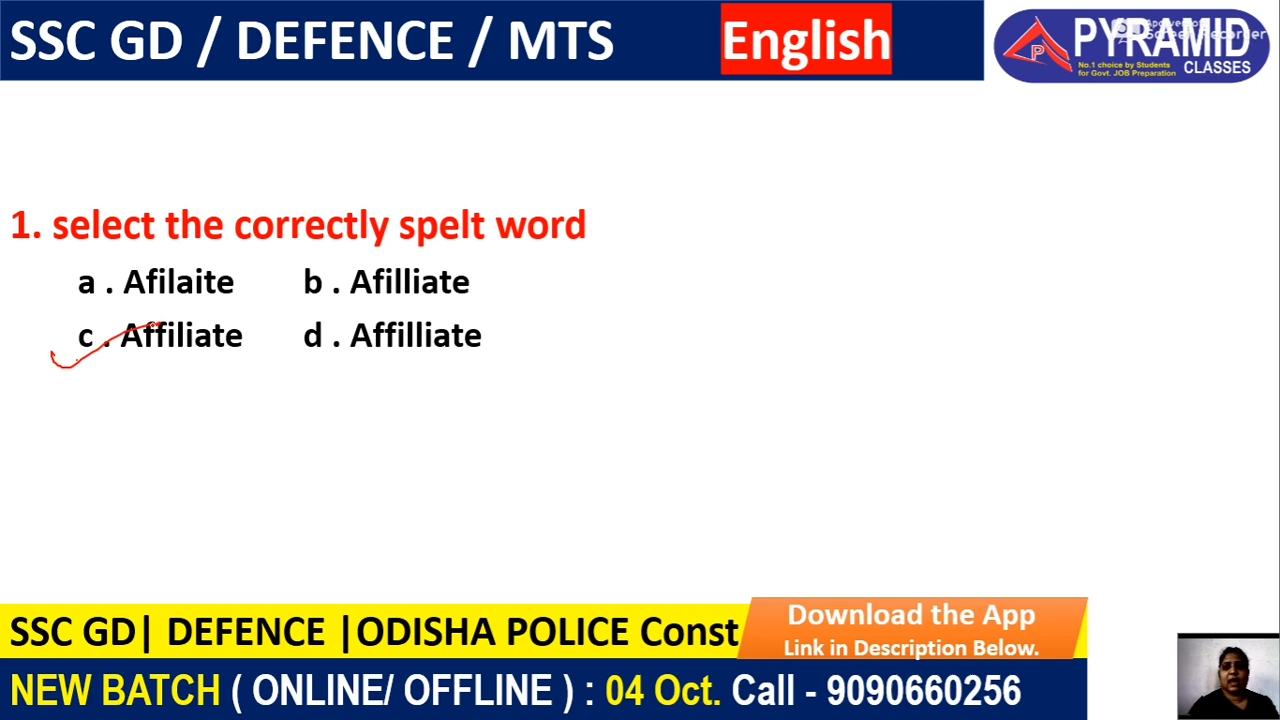 SSC GD / DEFENCE / MTS
English
PYRAMID
CLASSES
No.1 choice by Students
for Govt. JOB Preparation
1. select the correctly spelt word
a . Afilaite b . Afilliate
c . Affiliate d . Affilliate
SSC GD| DEFENCE |ODISHA POLICE Const
Download the App
Link in Description Below.
NEW BATCH ( ONLINE/ OFFLINE ) : 04 Oct. Call - 9090660256